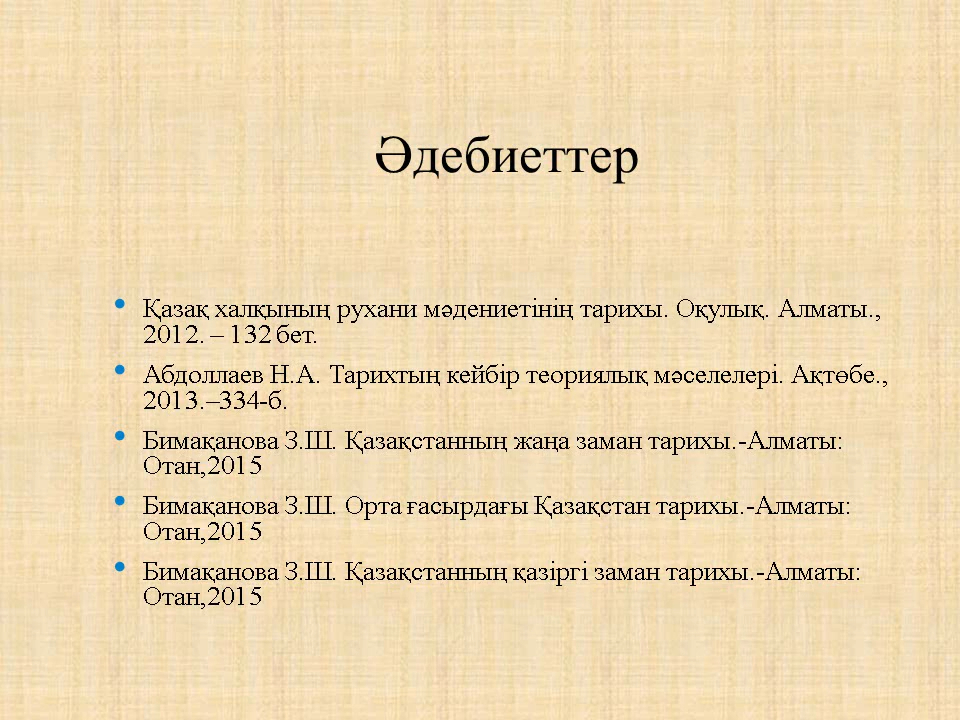 Әдебиеттер
• Қазақ халқының рухани мәдениетінің тарихы. Оқулық. Алматы.,
2012. – 132 бет.
• Абдоллаев Н.А. Тарихтың кейбір теориялық мәселелері. Ақтөбе.,
2013.–334-б.
• Бимақанова З.Ш. Қазақстанның жаңа заман тарихы.-Алматы:
Отан,2015
• Бимақанова З.Ш. Орта ғасырдағы Қазақстан тарихы.-Алматы:
Отан,2015
• Бимақанова З.Ш. Қазақстанның қазіргі заман тарихы.-Алматы:
Отан,2015